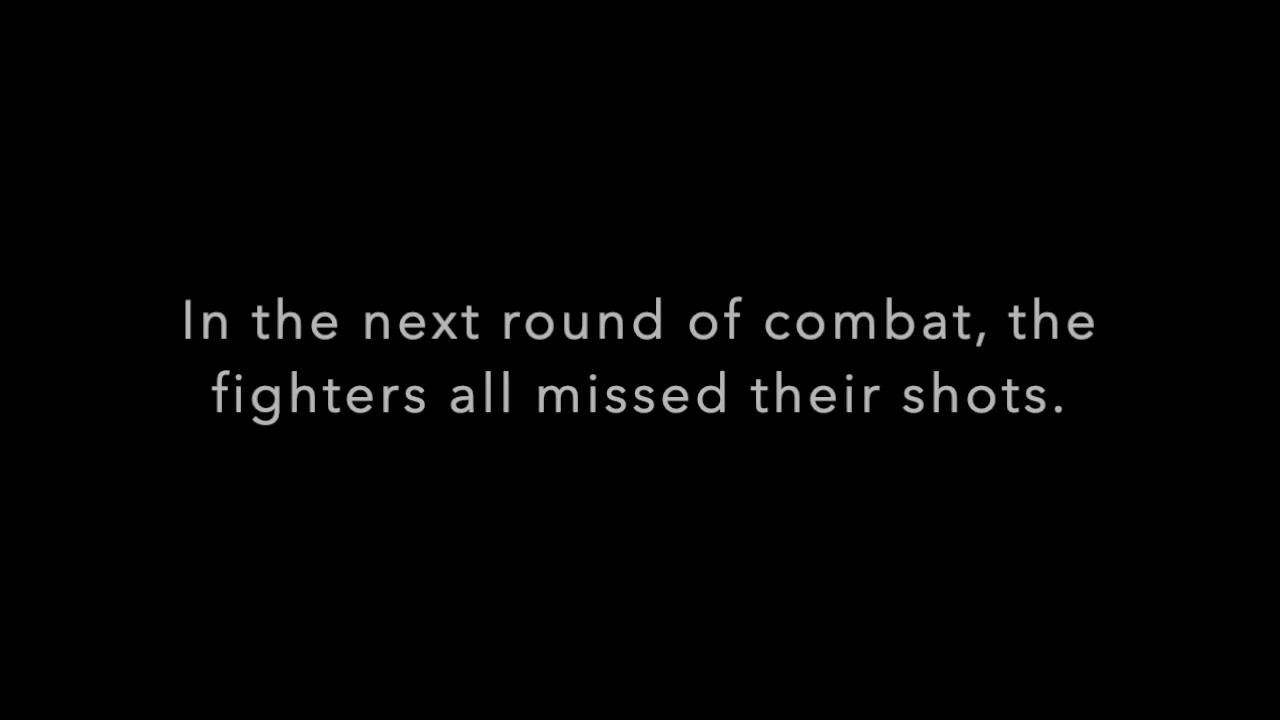 In the next round of combat, the
fighters all missed their shots.